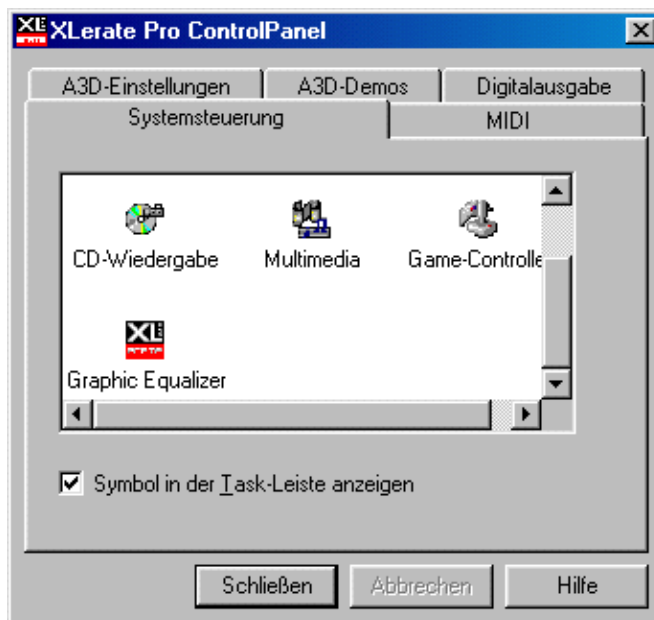 XLerate Pro ControlPanel
A3D-Einstellungen A3D-Demos Digitalausgabe
Systemsteuerung MIDI
CD-Wiedergabe Multimedia Game-Controlle
XLE
Graphic Equalizer
Symbol in der Task-Leiste anzeigen
Schließen Abbrechen Hilfe